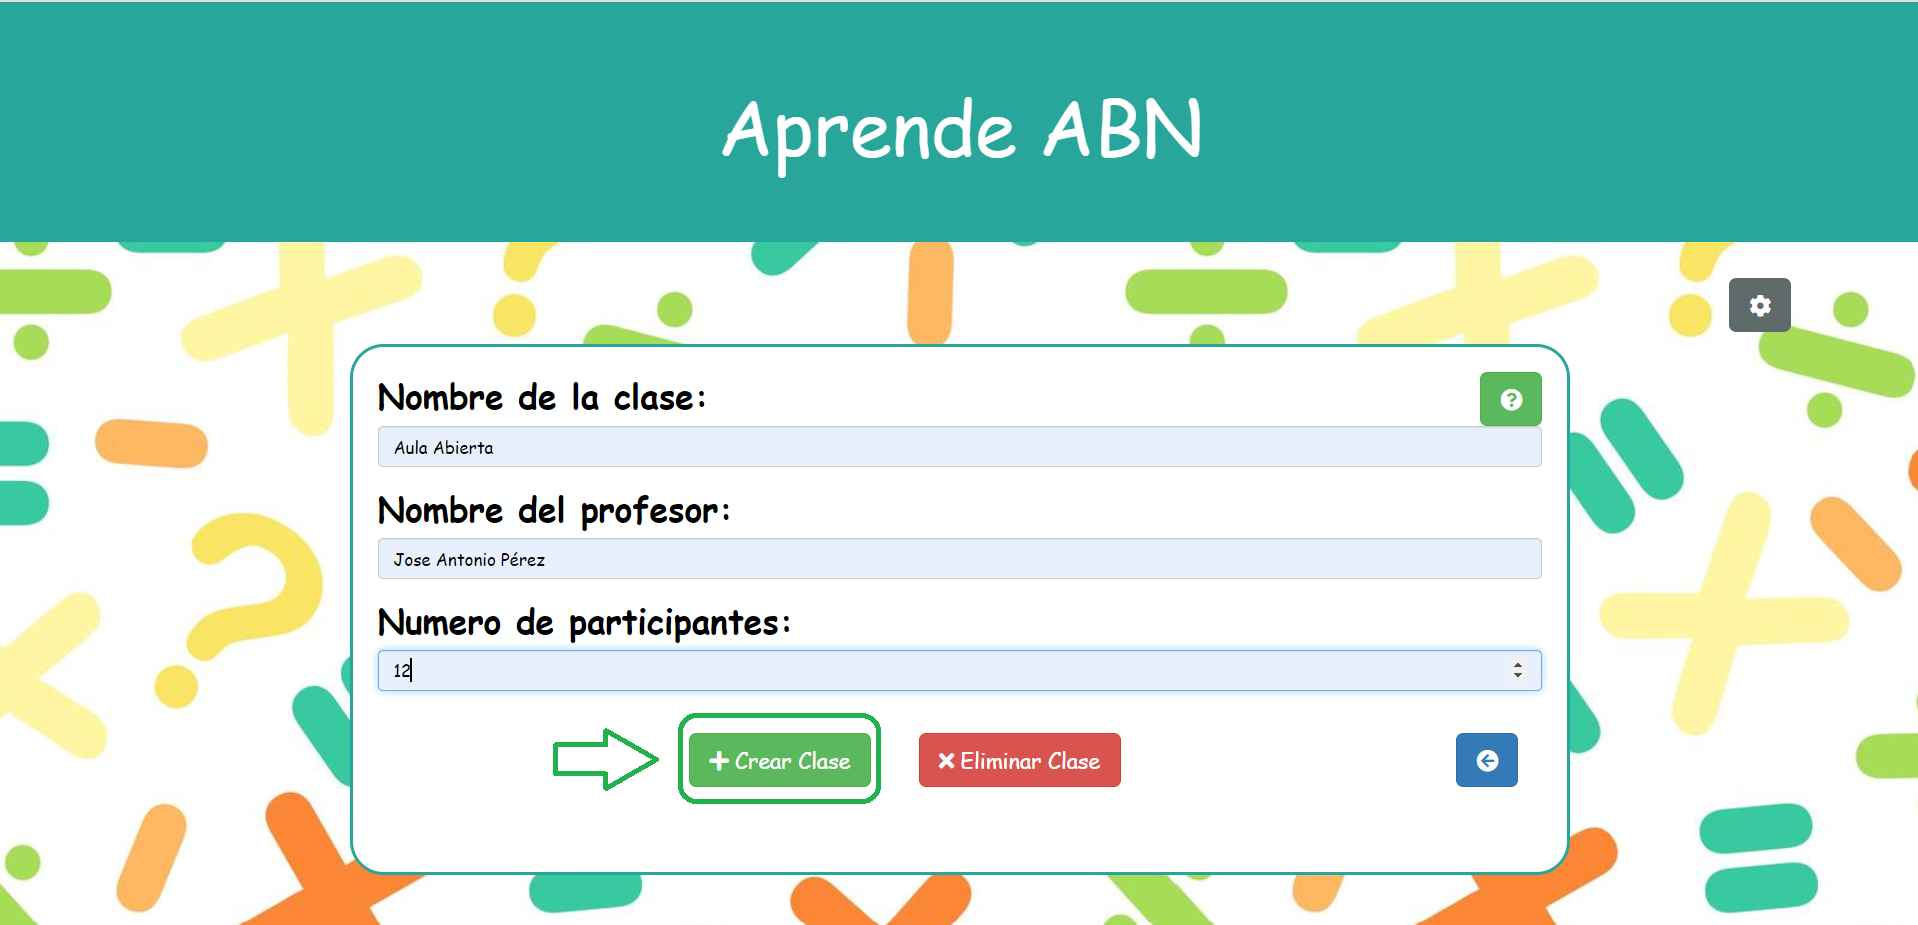 Aprende ABN
Nombre de la clase:
Aula Abierta
Nombre del profesor:
Jose Antonio Pérez
Numero de participantes:
12
Crear Clase
Eliminar Clase